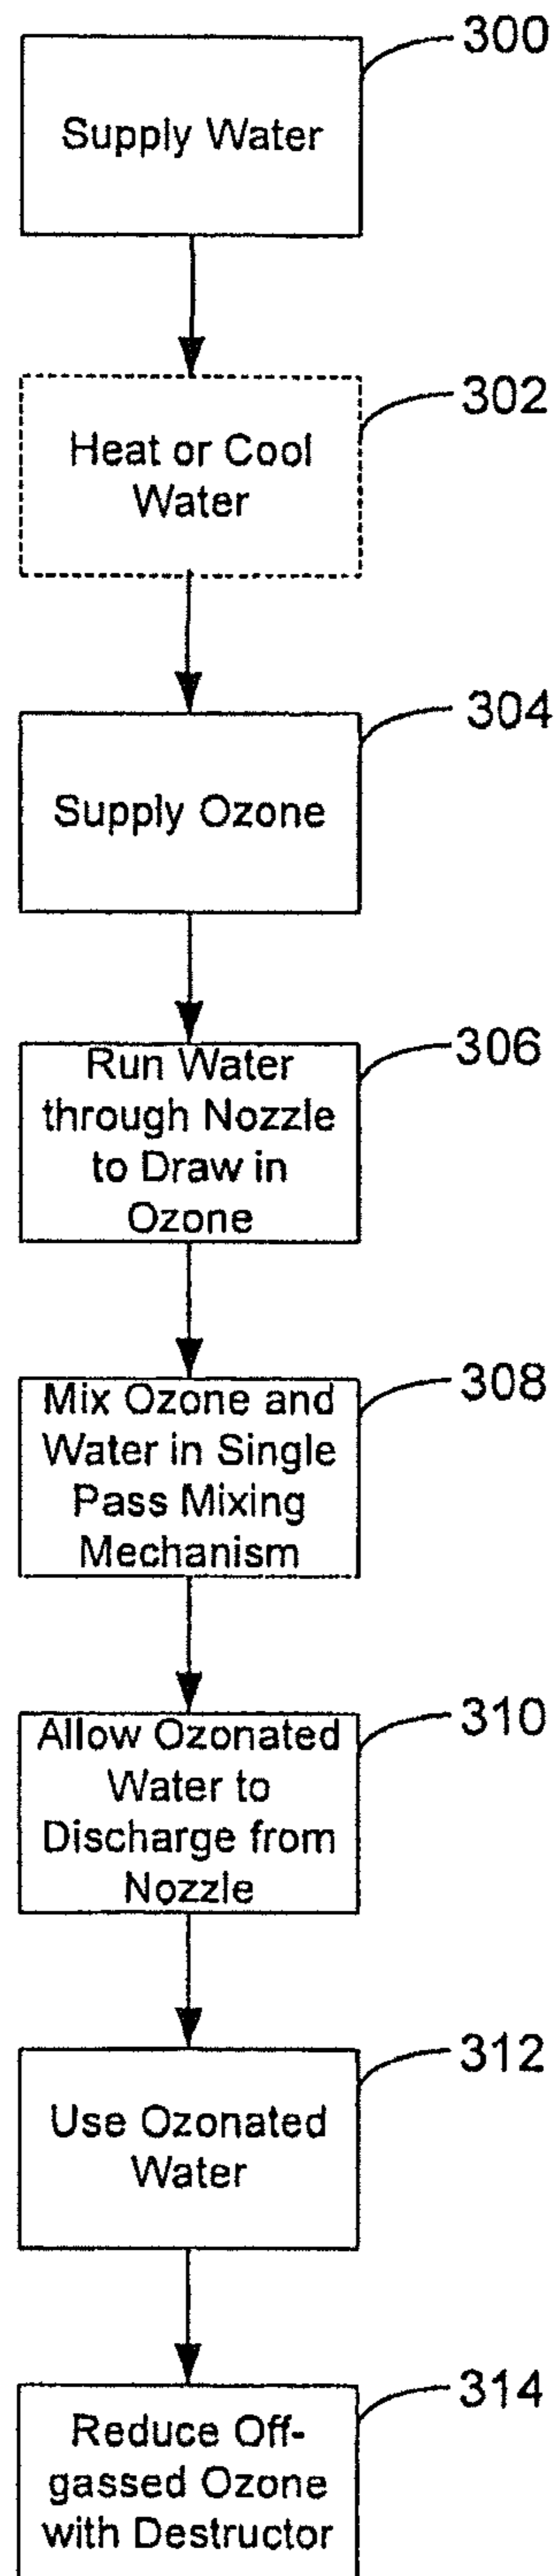 300
Supply Water
302
Heat or Cool
Water
304
Supply Ozone
306
Run Water
through Nozzle
to Draw in
Ozone
308
Mix Ozone and
Water in Single
Pass Mixing
Mechanism
310
Allow Ozonated
Water to
Discharge from
Nozzle
312
Use Ozonated
Water
314
Reduce Off-
gassed Ozone
with Destructor